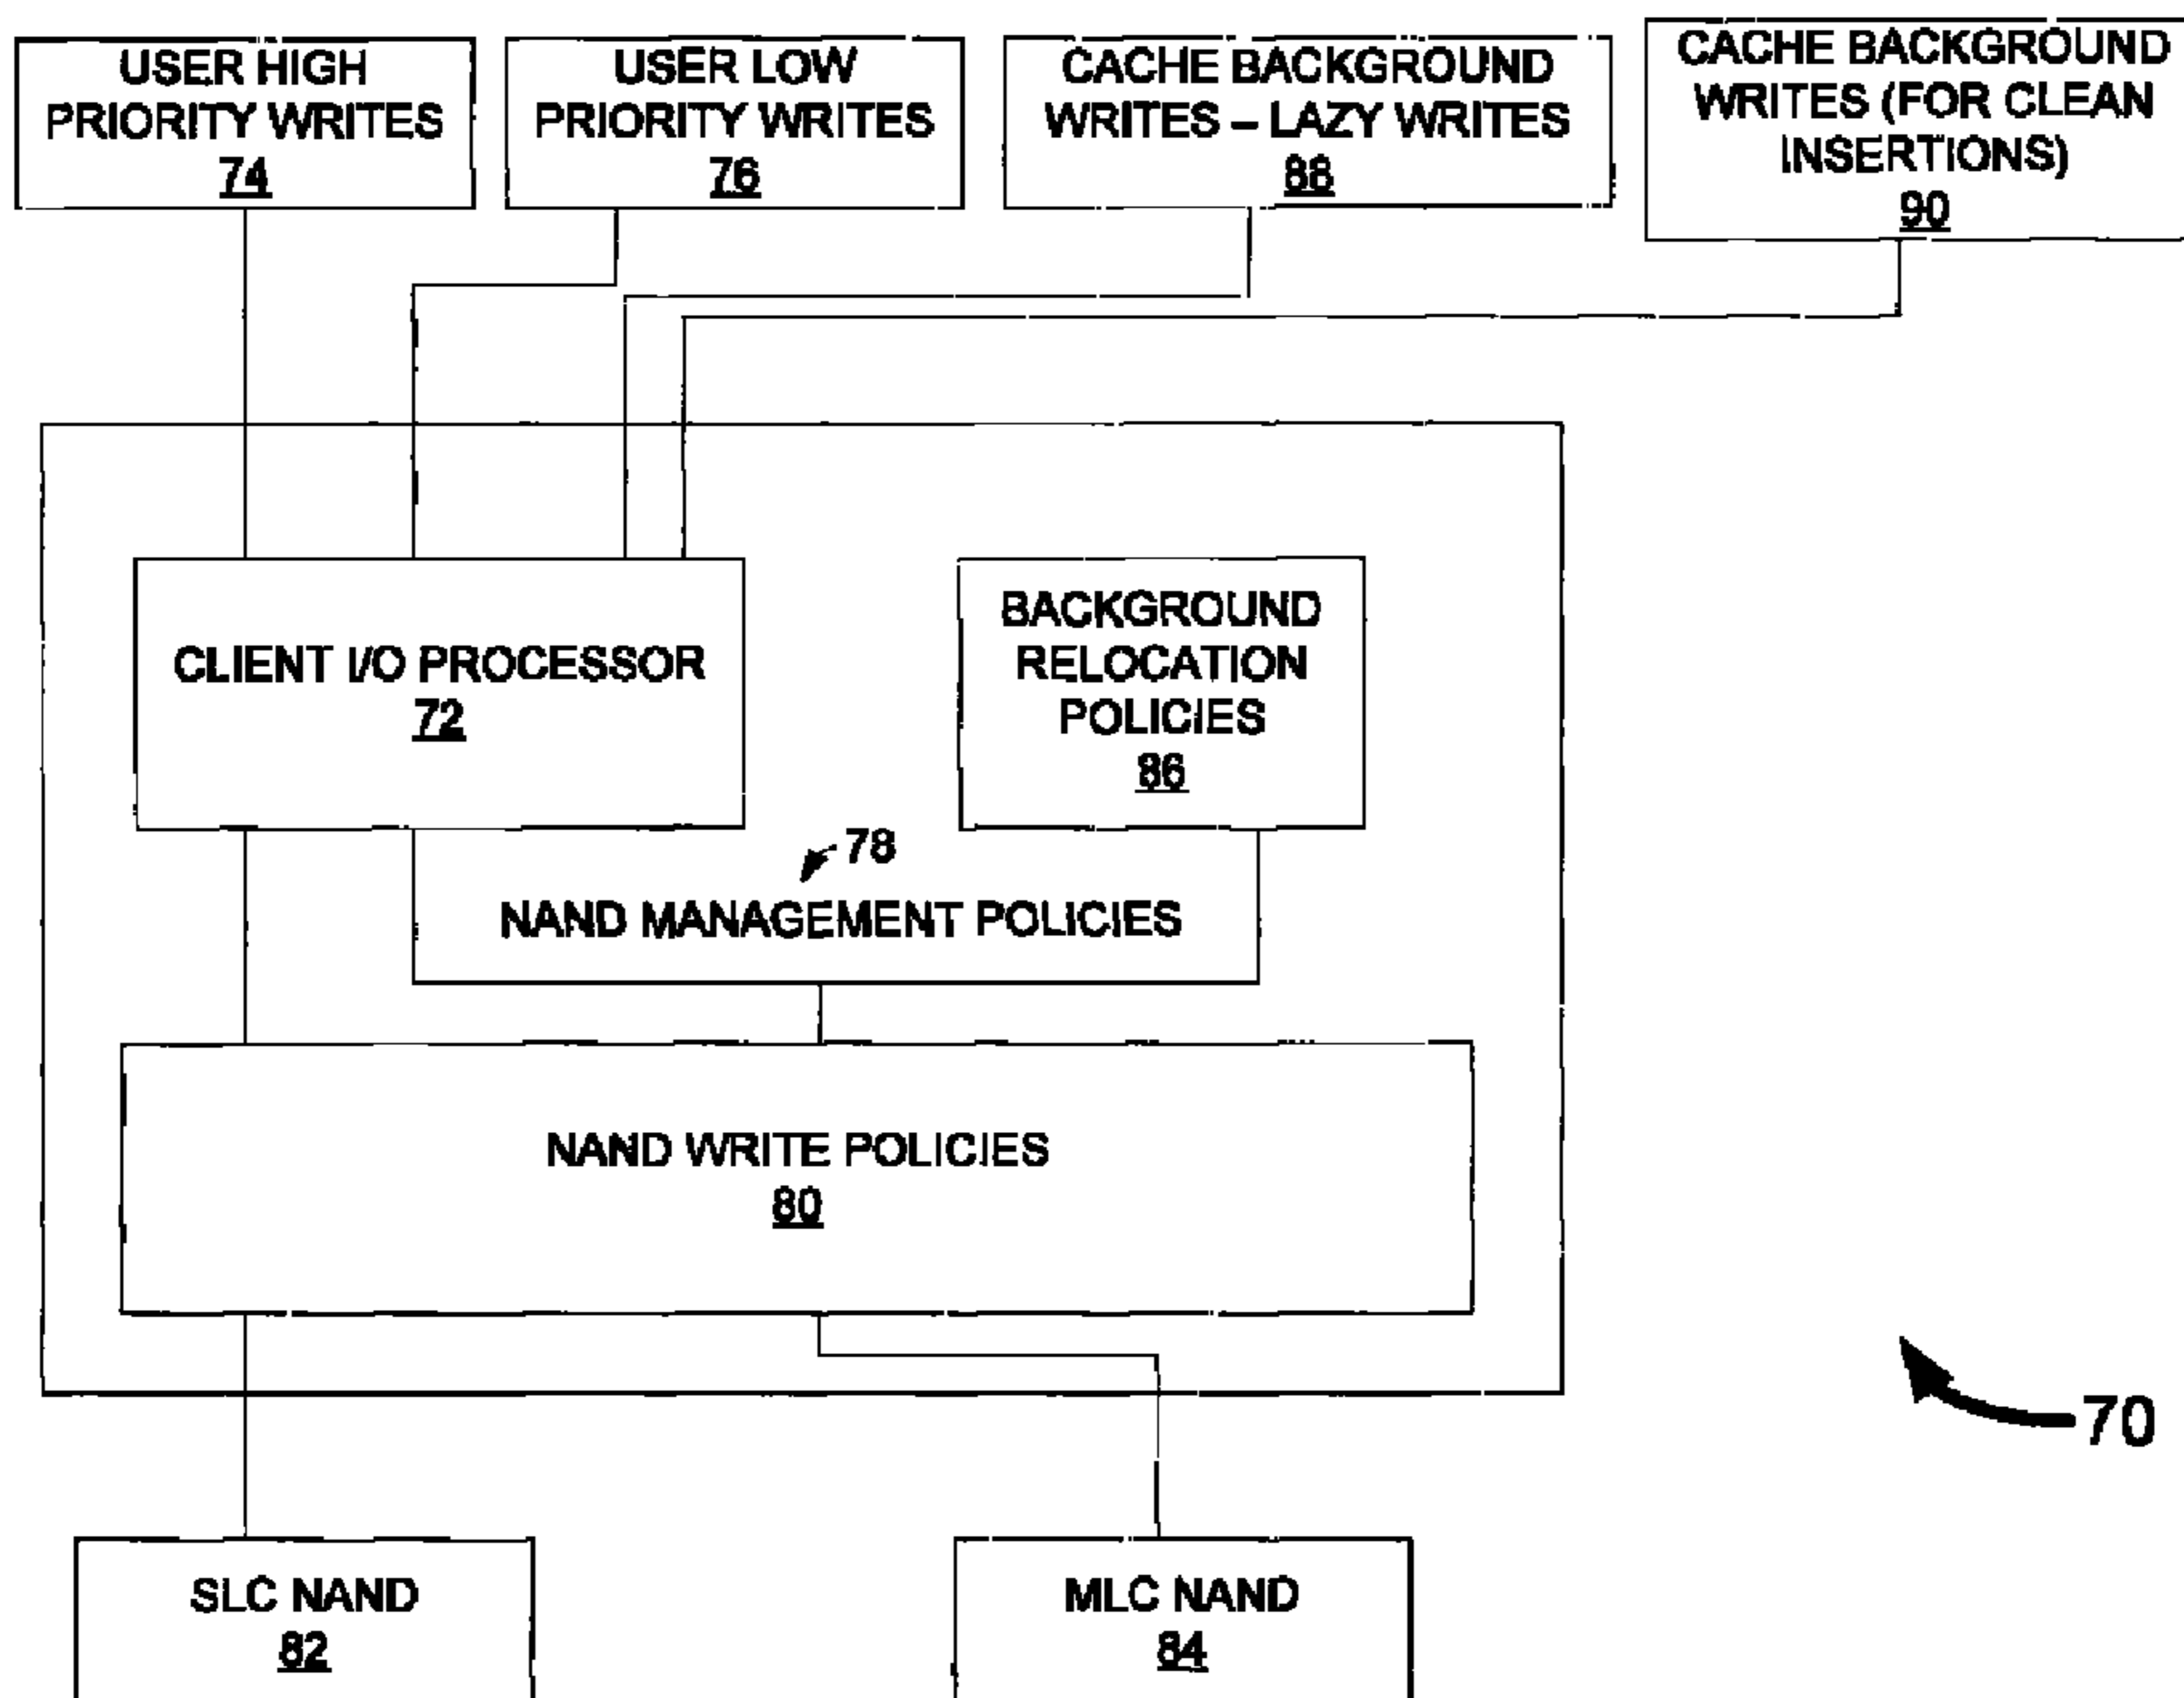 USER HIGH
PRIORITY WRITES
74
USER LOW
PRIORITY WRITES
76
CACHE BACKGROUND
WRITES – LAZY WRITES
88
CACHE BACKGROUND
WRITES (FOR CLEAN
INSERTIONS)
90
CLIENT I/O PROCESSOR
72
BACKGROUND
RELOCATION
POLICIES
86
78
NAND MANAGEMENT POLICIES
NAND WRITE POLICIES
80
70
SLC NAND
82
MLC NAND
84